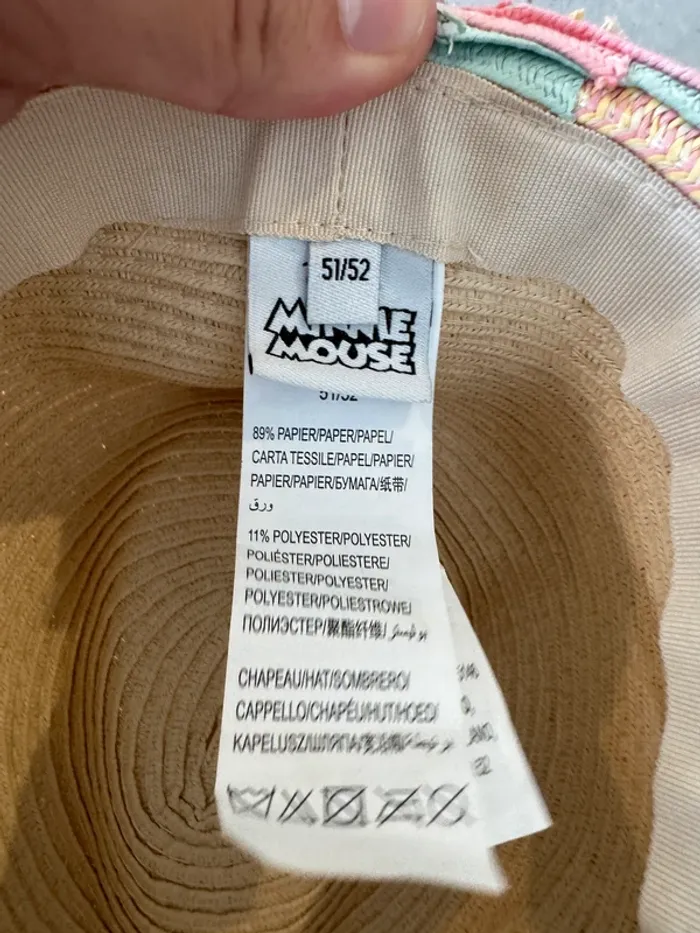 51/52
MINNIE
MOUSE
51/52
89% PAPIER/PAPER/PAPEL/
CARTA TESSILE/PAPEL/PAPIER/
PAPIER/PAPIER/БУМАГА/纸带/
ورق
11% POLYESTER/POLYESTER/
POLIÉSTER/POLIESTERE/
POLIESTER/POLYESTER/
POLYESTER/POLIESTROWE/
ПОЛИЭСТЕР/聚酯纤维/
CHAPEAU/HAT/SOMBRERO/
CAPPELLO/CHAPÉU/HUT/HOED/
KAPELUSZ/ШЛЯПА/